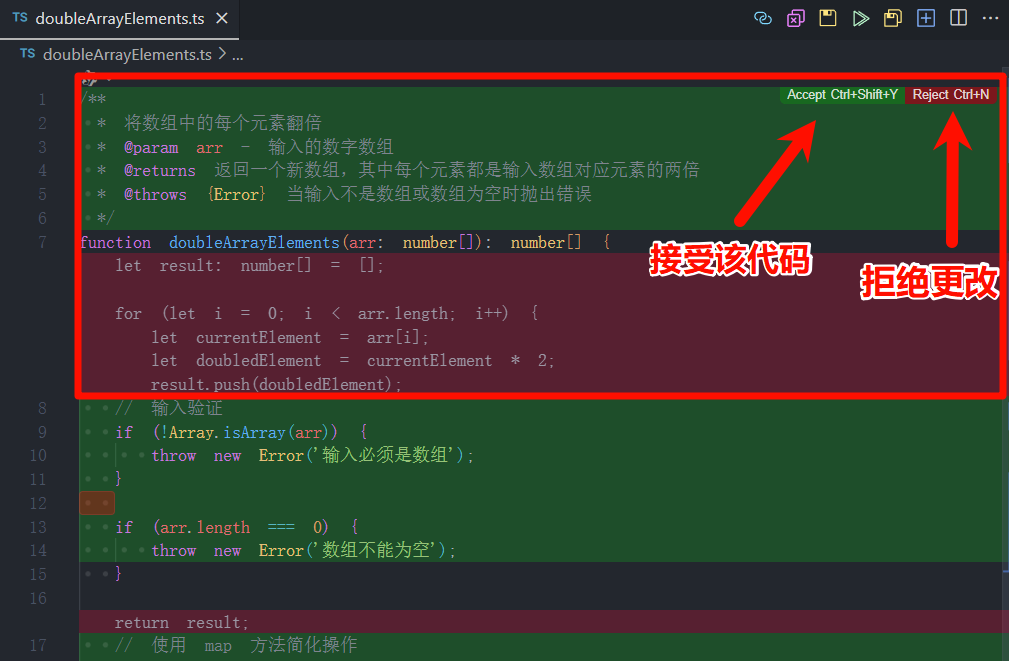 TS doubleArrayElements.ts ×
TS doubleArrayElements.ts > ...
Accept Ctrl+Shift+Y Reject Ctrl+N
1 /**
2 * 将数组中的每个元素翻倍
3 * @param arr - 输入的数字数组
4 * @returns 返回一个新数组，其中每个元素都是输入数组对应元素的两倍
5 * @throws {Error} 当输入不是数组或数组为空时抛出错误
6 */
7 function doubleArrayElements(arr: number[]): number[] {
接受该代码
拒绝更改
let result: number[] = [];
for (let i = 0; i < arr.length; i++) {
let currentElement = arr[i];
let doubledElement = currentElement * 2;
result.push(doubledElement);
8 // 输入验证
9 if (!Array.isArray(arr)) {
10 throw new Error('输入必须是数组');
11 }
12
13 if (arr.length === 0) {
14 throw new Error('数组不能为空');
15 }
16
return result;
17 // 使用 map 方法简化操作